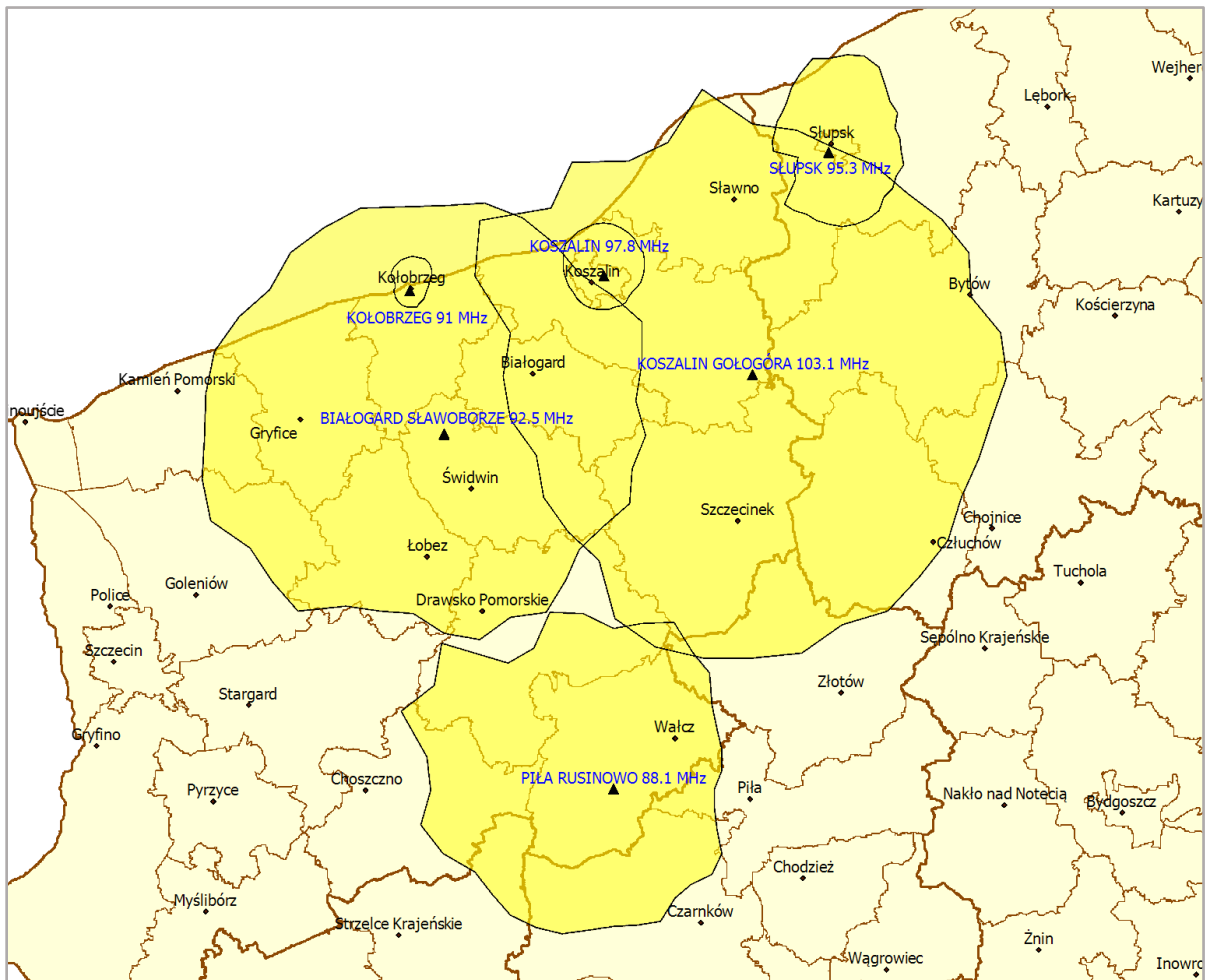 Wejher
Lębork
Słupsk
SŁUPSK 95.3 MHz
Sławno
Kartuzy
KOSZALIN 97.8 MHz
Koszalin
Kołobrzeg
Bytów
Kościerzyna
KOŁOBRZEG 91 MHz
Białogard
KOSZALIN GOŁOGÓRA 103.1 MHz
Kamień Pomorski
noujście
BIAŁOGARD SŁAWOBORZE 92.5 MHz
Gryfice
Świdwin
Szczecinek
Chojnice
Człuchów
Łobez
Tuchola
Goleniów
Police
Drawsko Pomorskie
Sępólno Krajeńskie
Szczecin
Złotów
Stargard
Wałcz
Gryfino
PIŁA RUSINOWO 88.1 MHz
Choszczno
Piła
Pyrzyce
Nakło nad Notecią
Bydgoszcz
Chodzież
Myślibórz
Czarnków
Strzelce Krajeńskie
Żnin
Wągrowiec
Inowrc